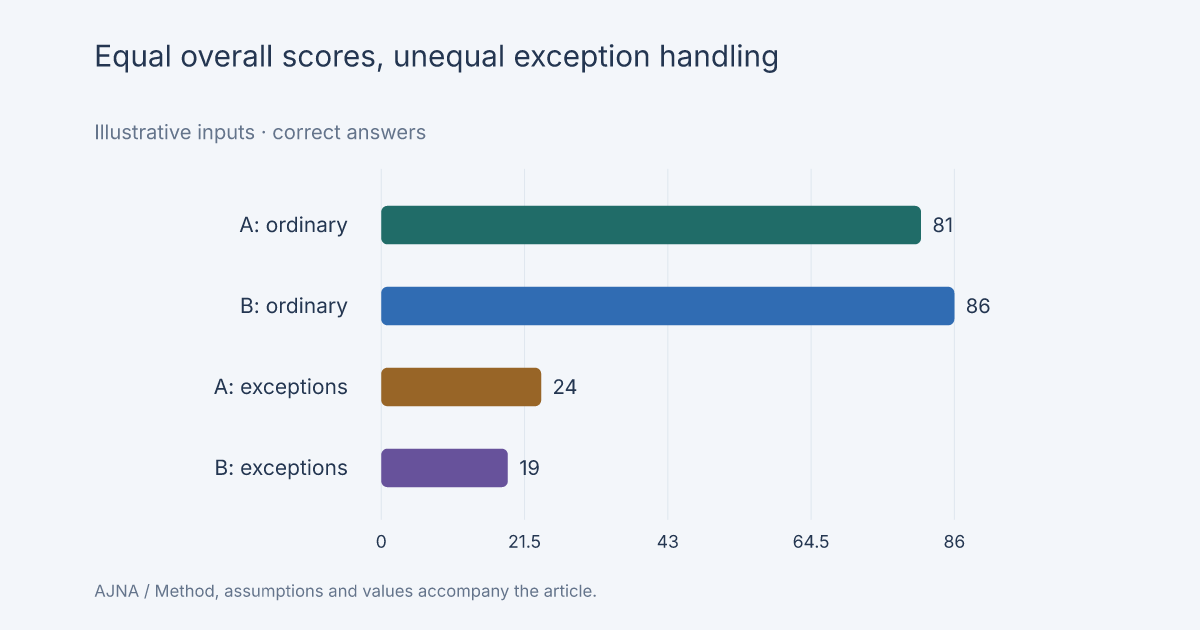 Equal overall scores, unequal exception handling
Illustrative inputs · correct answers
A: ordinary
81
B: ordinary
86
A: exceptions
24
B: exceptions
19
0
21.5
43
64.5
86
AJNA / Method, assumptions and values accompany the article.